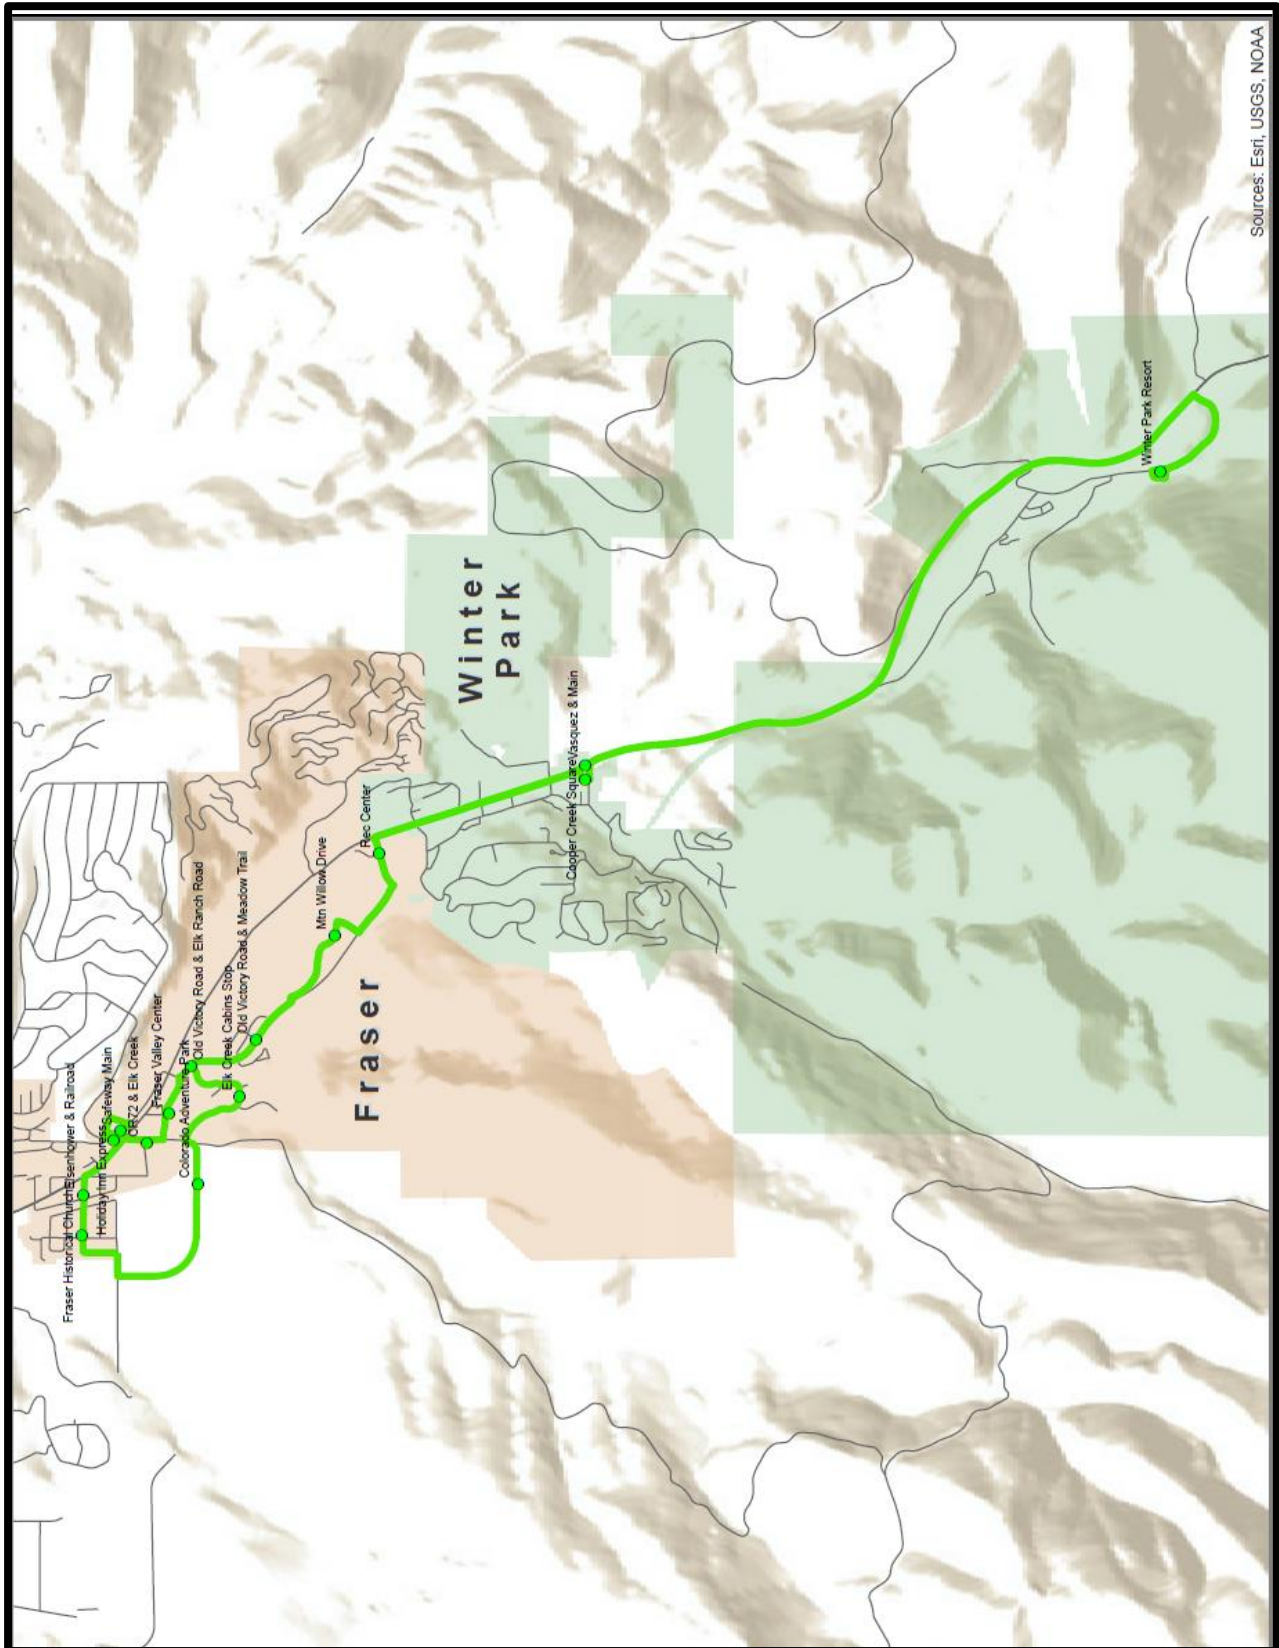 Fraser Historical Church
Eisenhower & Railroad
Holiday Inn Express
Safeway Main
CR72 & Elk Creek
Fraser Valley Center
Colorado Adventure Park
Old Victory Road & Elk Ranch Road
Elk Creek Cabins Stop
Old Victory Road & Meadow Trail
Mtn Willow Drive
Fraser
Rec Center
Winter
Park
Cooper Creek Square
Vasquez & Main
Winter Park Resort
Sources: Esri, USGS, NOAA